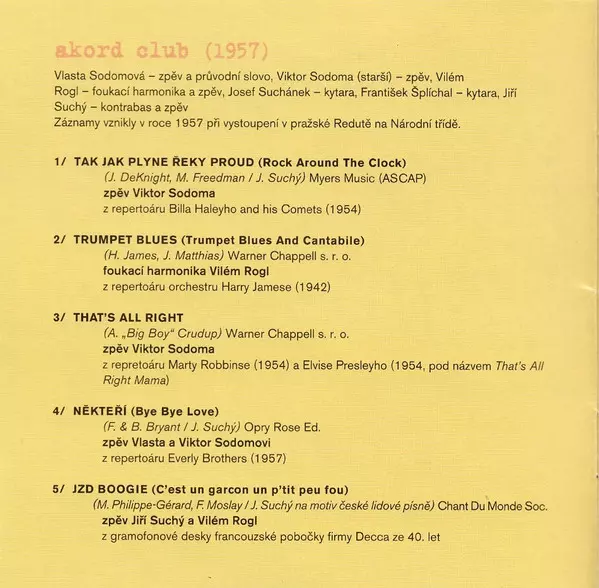 akord club (1957)
Vlasta Sodomová – zpěv a průvodní slovo, Viktor Sodoma (starší) – zpěv, Vilém
Rogl – foukací harmonika a zpěv, Josef Suchánek – kytara, František Šplíchal – kytara, Jiří
Suchý – kontrabas a zpěv
Záznamy vznikly v roce 1957 při vystoupení v pražské Redutě na Národní třídě.
1/ TAK JAK PLYNE ŘEKY PROUD (Rock Around The Clock)
(J. DeKnight, M. Freedman / J. Suchý) Myers Music (ASCAP)
zpěv Viktor Sodoma
z repertoáru Billa Haleyho and his Comets (1954)
2/ TRUMPET BLUES (Trumpet Blues And Cantabile)
(H. James, J. Matthias) Warner Chappell s. r. o.
foukací harmonika Vilém Rogl
z repertoáru orchestru Harry Jamese (1942)
3/ THAT'S ALL RIGHT
(A. „Big Boy“ Crudup) Warner Chappell s. r. o.
zpěv Viktor Sodoma
z repretoáru Marty Robbinse (1954) a Elvise Presleyho (1954, pod názvem That's All
Right Mama)
4/ NĚKTEŘÍ (Bye Bye Love)
(F. & B. Bryant / J. Suchý) Opry Rose Ed.
zpěv Vlasta a Viktor Sodomovi
z repertoáru Everly Brothers (1957)
5/ JZD BOOGIE (C'est un garcon un p'tit peu fou)
(M. Philippe-Gérard, F. Moslay / J. Suchý na motiv české lidové písně) Chant Du Monde Soc.
zpěv Jiří Suchý a Vilém Rogl
z gramofonové desky francouzské pobočky firmy Decca ze 40. let